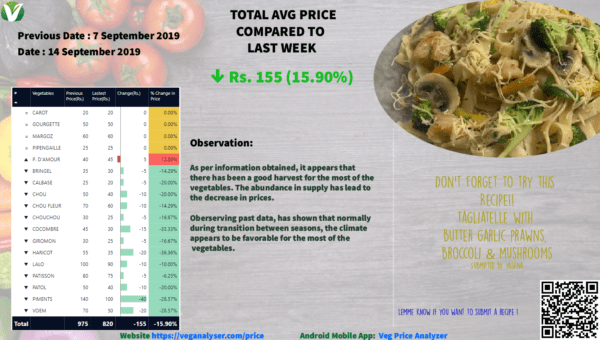 TOTAL AVG PRICE
COMPARED TO
LAST WEEK
Rs. 155 (15.90%)
Previous Date : 7 September 2019
Date : 14 September 2019
Vegetables Previous Price(Rs.) Lastest Price(Rs.) Change(Rs.) % Change in Price
CAROT 20 20 0 0.00%
GOURGETTE 50 50 0 0.00%
MARGOZ 60 60 0 0.00%
PIPENGAILLE 25 25 0 0.00%
P. D'AMOUR 40 45 5 12.50%
BRINGEL 35 30 -5 -14.29%
CALBASE 25 20 -5 -20.00%
CHOU 50 40 -10 -20.00%
CHOU FLEUR 70 60 -10 -14.29%
CHOUCHOU 30 25 -5 -16.67%
COCOMBRE 45 30 -15 -33.33%
GIROMON 30 25 -5 -16.67%
HARICOT 55 35 -20 -36.36%
LALO 100 90 -10 -10.00%
PATISSON 80 75 -5 -6.25%
PATOL 50 40 -10 -20.00%
PIMENTS 140 100 -40 -28.57%
VOEM 70 50 -20 -28.57%
Total 975 820 -155 -15.90%
Observation:
As per information obtained, it appears that
there has been a good harvest for the most of the
vegetables. The abundance in supply has lead to
the decrease in prices.
Oberserving past data, has shown that normally
during transition between seasons, the climate
appears to be favorable for the most of the
vegetables.
DON'T FORGET TO TRY THIS
RECIPE!!
TAGLIATELLE WITH
BUTTER GARLIC PRAWNS,
BROCCOLI & MUSHROOMS
LEMME KNOW IF YOU WANT TO SUBMIT A RECIPE !
Website https://veganalyser.com/price Android Mobile App: Veg Price Analyzer